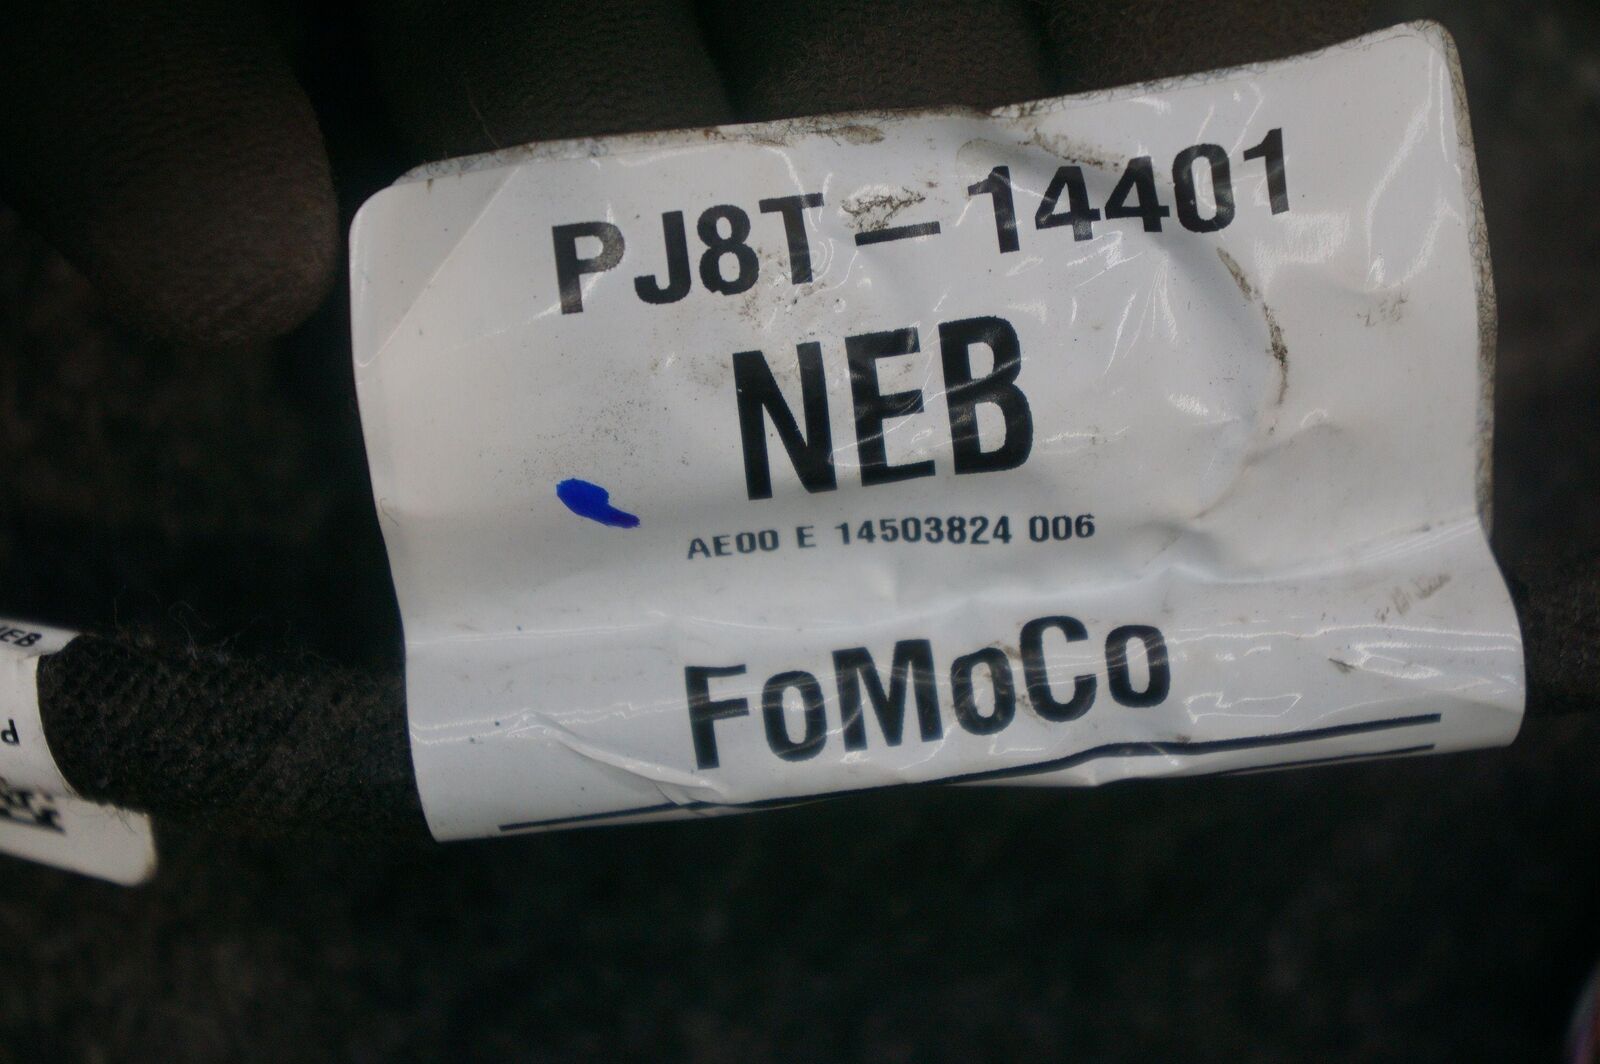 PJ8T-14401
NEB
AE00 E 14503824 006
FoMoCo